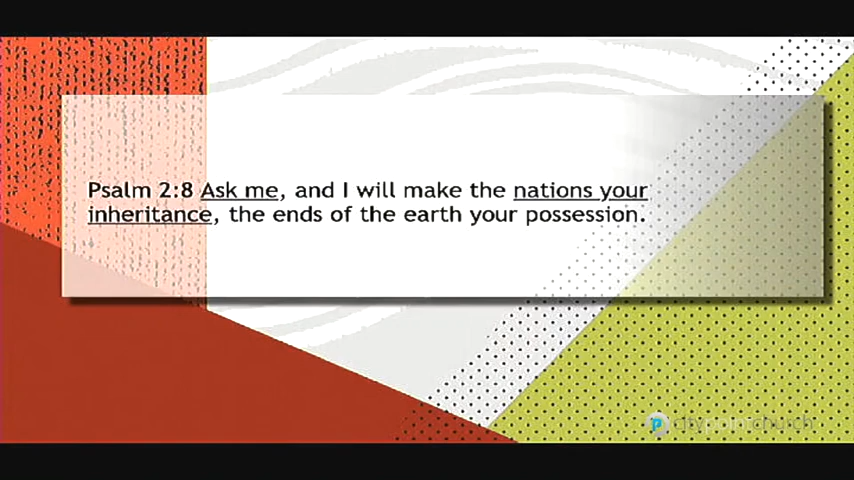 Psalm 2:8 Ask me, and I will make the nations your
inheritance, the ends of the earth your possession.
citypointchurch